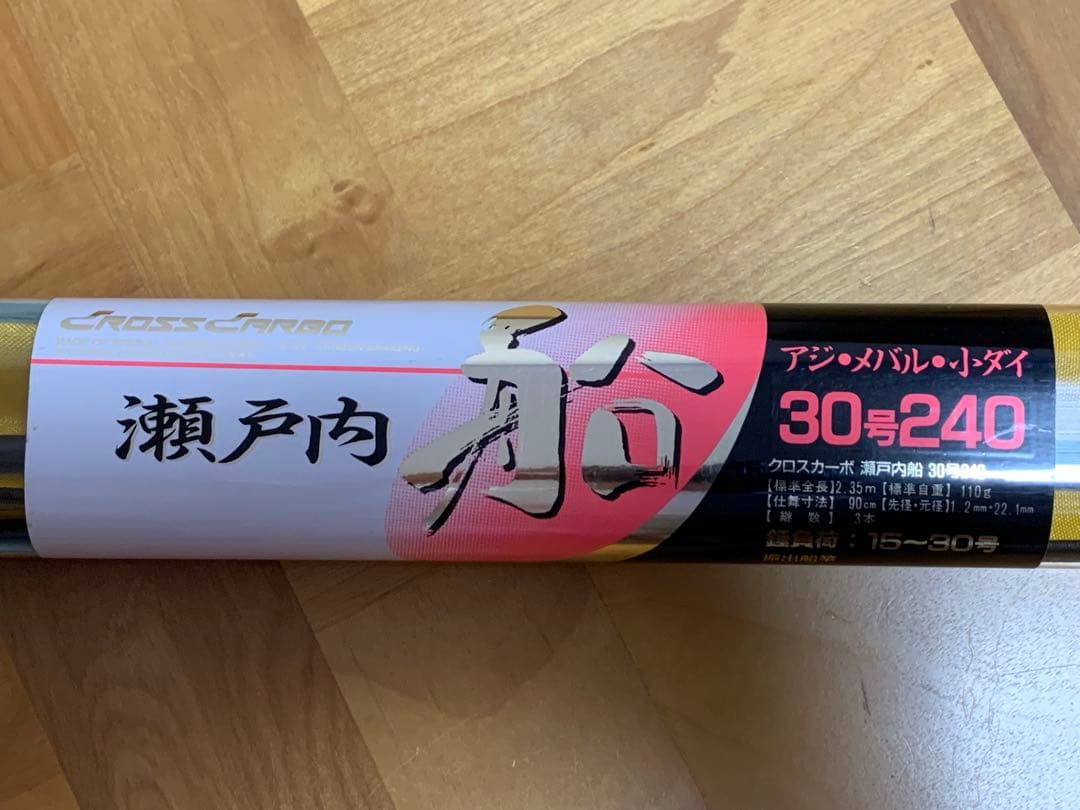 CROSS CARBO
瀬戸内
船
アジ・メバル・小ダイ
30号240
クロスカーボ 瀬戸内船 30号240
【標準全長】2.35m【標準自重】110g
【仕舞寸法】90cm【先径・元径】1.2mm・22.1mm
【継数】3本
錘負荷：15〜30号